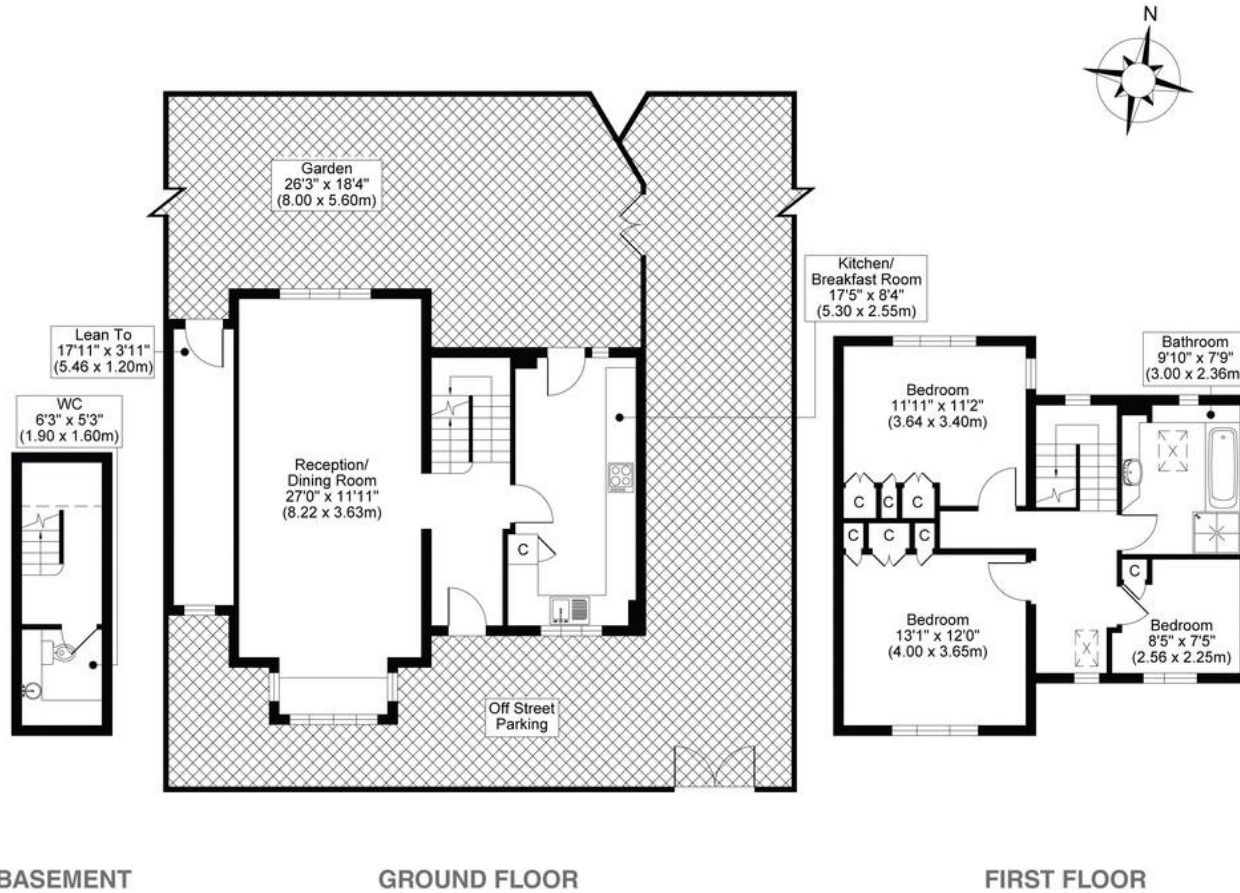 N
Garden
26'3" x 18'4"
(8.00 x 5.60m)
Kitchen/
Breakfast Room
17'5" x 8'4"
(5.30 x 2.55m)
Lean To
17'11" x 3'11"
(5.46 x 1.20m)
WC
6'3" x 5'3"
(1.90 x 1.60m)
Reception/
Dining Room
27'0" x 11'11"
(8.22 x 3.63m)
C
Off Street
Parking
Bathroom
9'10" x 7'9"
(3.00 x 2.36m
Bedroom
11'11" x 11'2"
(3.64 x 3.40m)
C
C
C
C
C
C
C
Bedroom
13'1" x 12'0"
(4.00 x 3.65m)
Bedroom
8'5" x 7'5"
(2.56 x 2.25m)
BASEMENT
GROUND FLOOR
FIRST FLOOR